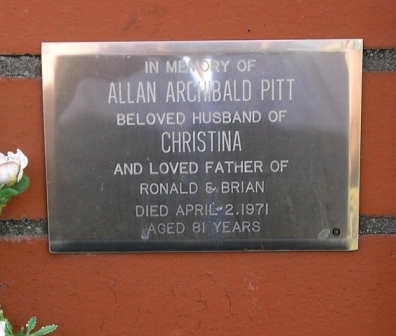 IN MEMORY OF
ALLAN ARCHIBALD PITT
BELOVED HUSBAND OF
CHRISTINA
AND LOVED FATHER OF
RONALD & BRIAN
DIED APRIL·2.1971
AGED 81 YEARS